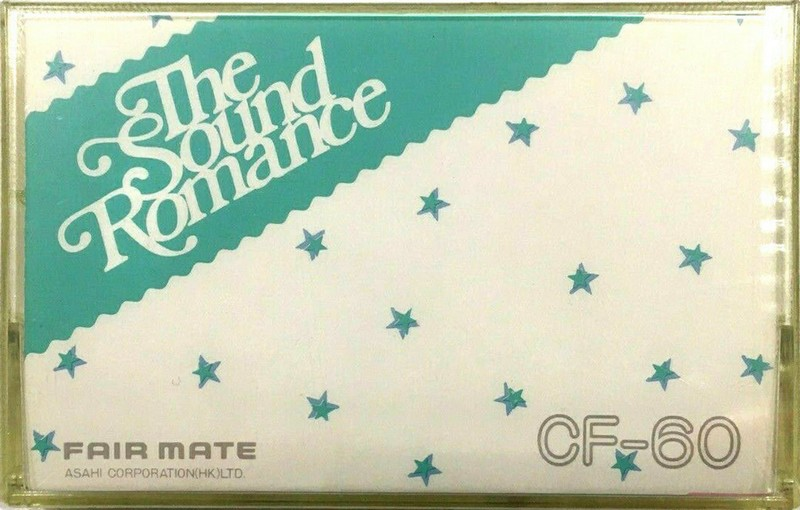 The
Sound
Romance
FAIR MATE
ASAHI CORPORATION(HK)LTD.
CF-60